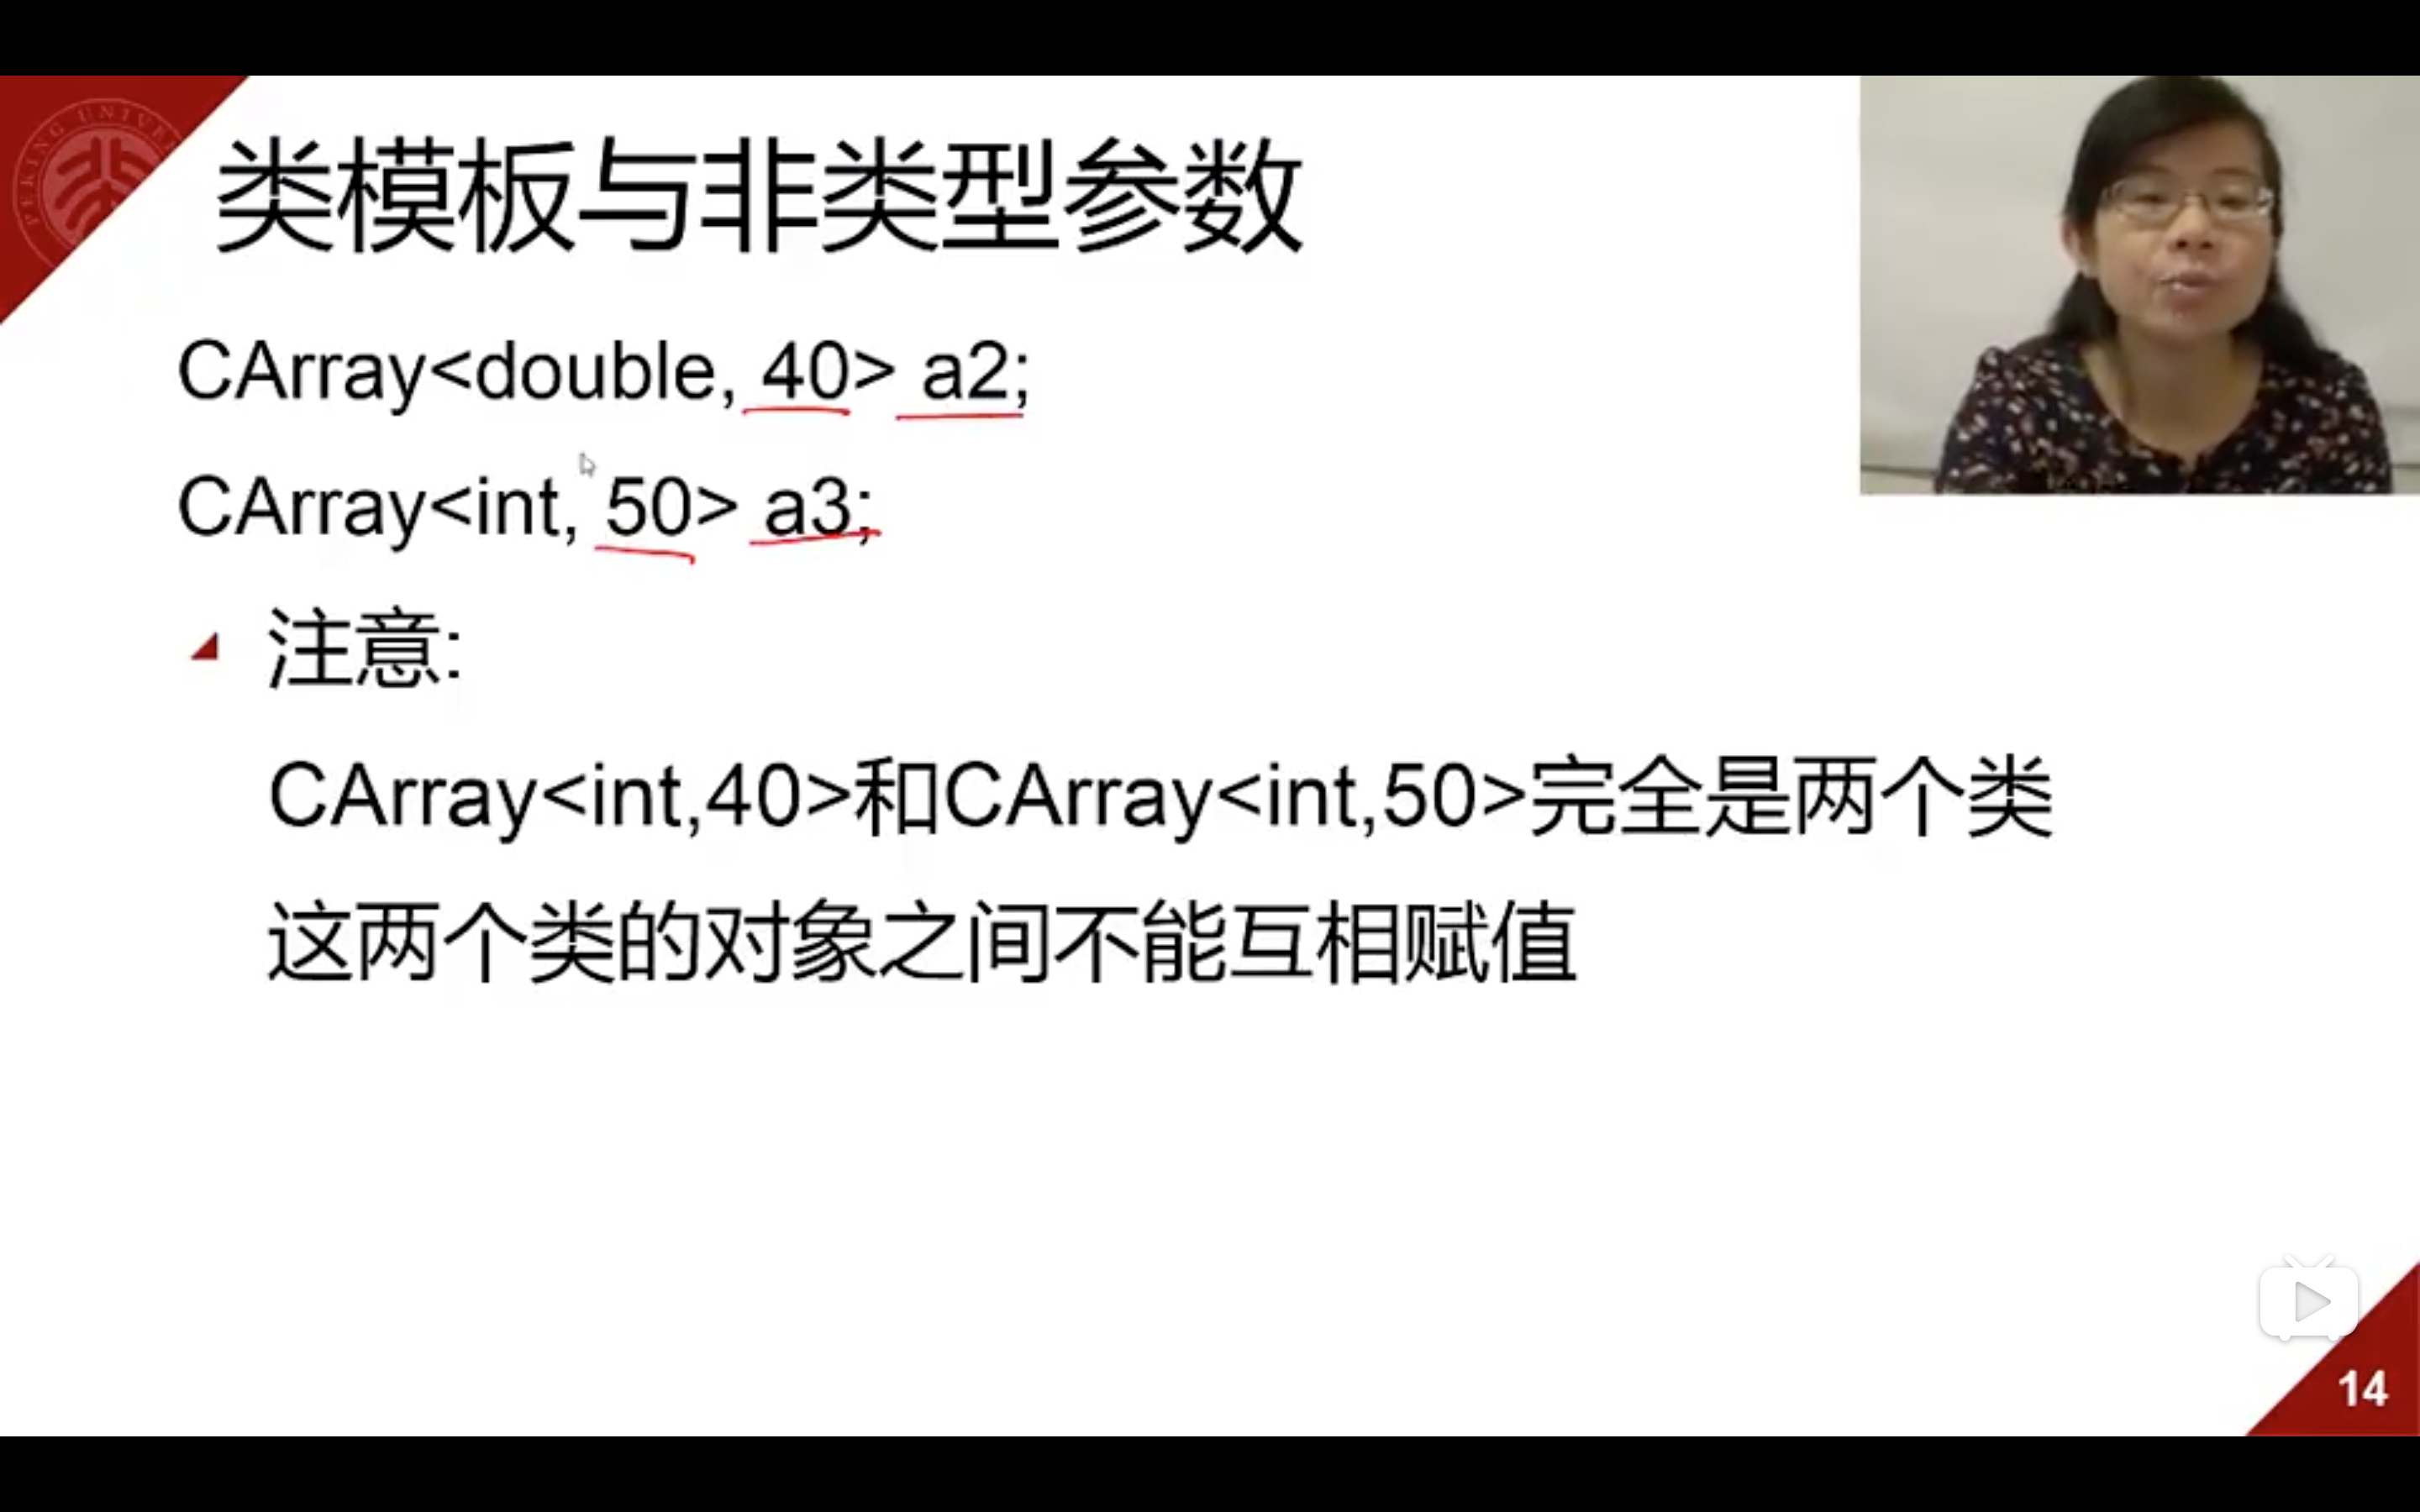 PEKING UNIVE
类模板与非类型参数
CArray<double, 40> a2;
CArray<int, 50> a3;
注意:
CArray<int,40>和CArray<int,50>完全是两个类
这两个类的对象之间不能互相赋值
14